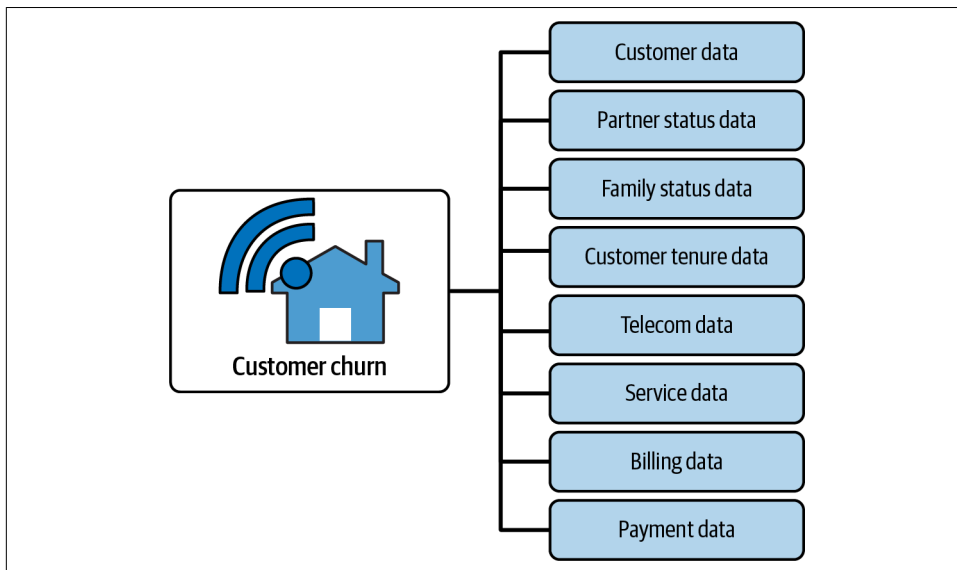 Customer data
Partner status data
Family status data
Customer tenure data
Telecom data
Customer churn
Service data
Billing data
Payment data